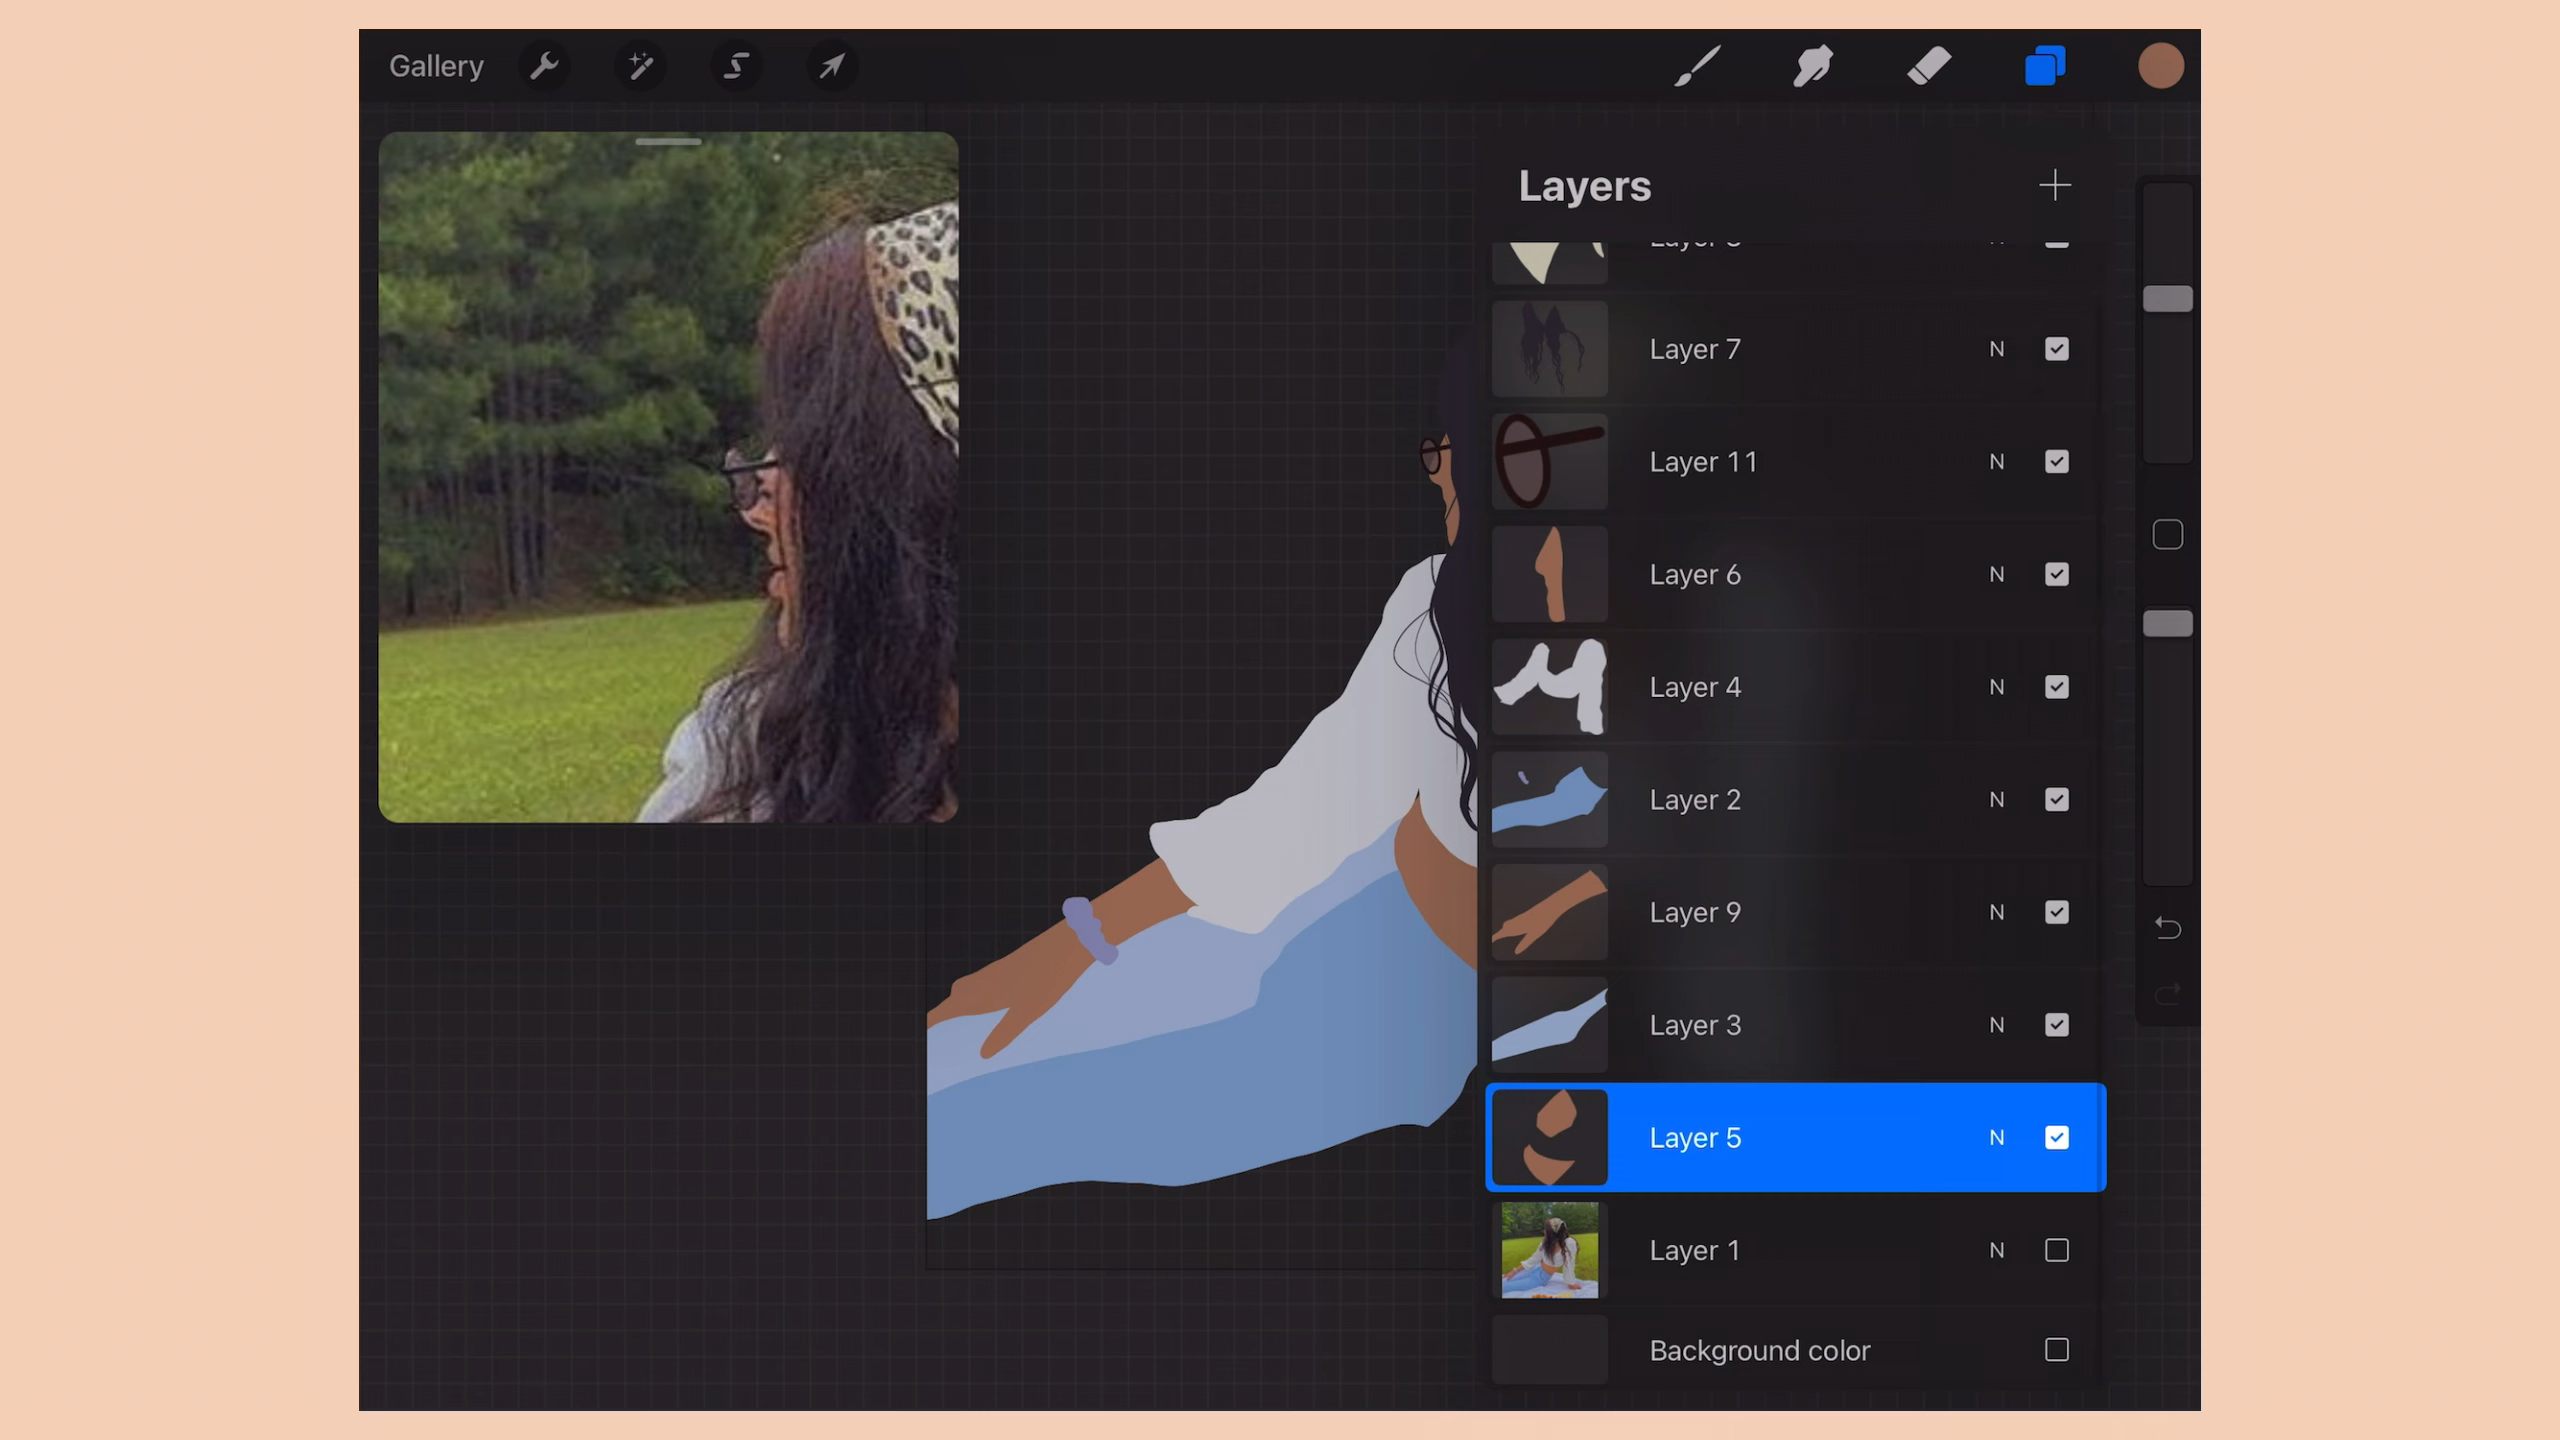 Gallery
Layers
Layer 7 N
Layer 11 N
Layer 6 N
Layer 4 N
Layer 2 N
Layer 9 N
Layer 3 N
Layer 5 N
Layer 1 N
Background color